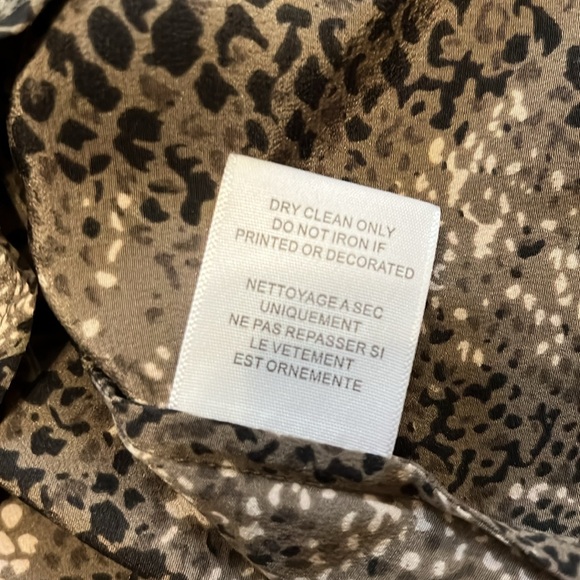 DRY CLEAN ONLY
DO NOT IRON IF
PRINTED OR DECORATED
NETTOYAGE A SEC
UNIQUEMENT
NE PAS REPASSER SI
LE VETEMENT
EST ORNEMENTE